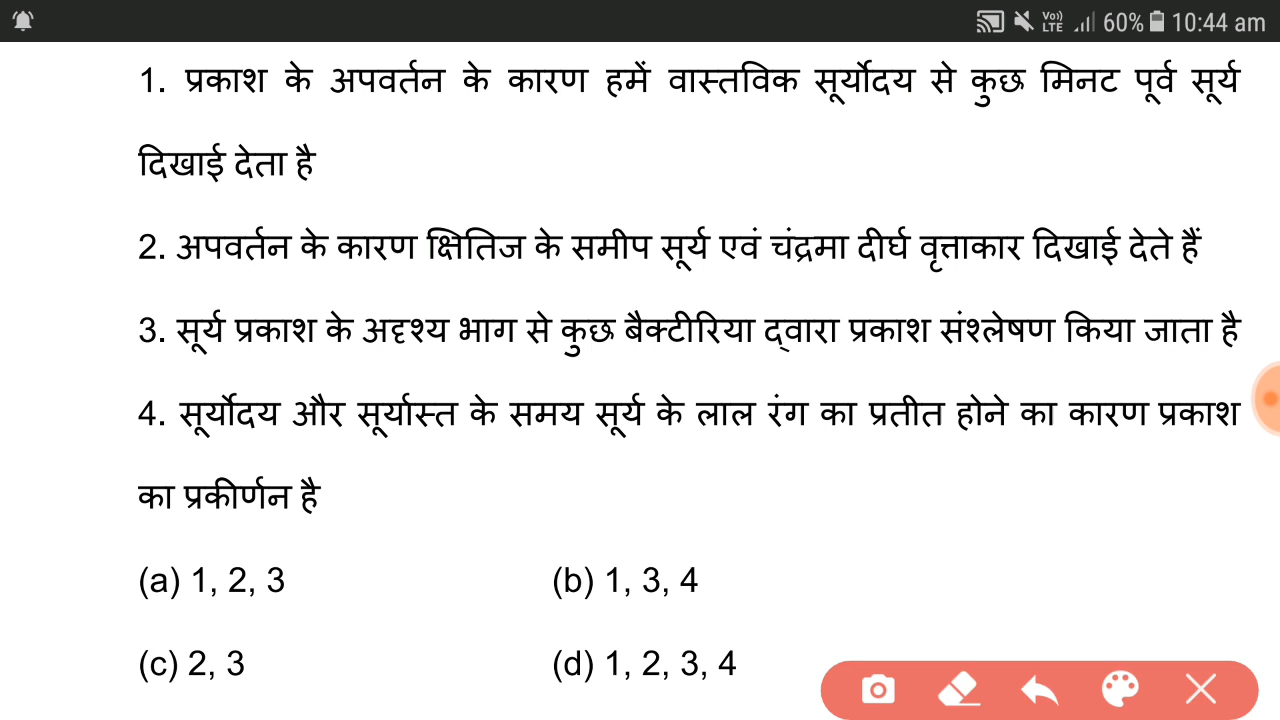 Vo)) LTE 60% 10:44 am
1. प्रकाश के अपवर्तन के कारण हमें वास्तविक सूर्योदय से कुछ मिनट पूर्व सूर्य
दिखाई देता है
2. अपवर्तन के कारण क्षितिज के समीप सूर्य एवं चंद्रमा दीर्घ वृत्ताकार दिखाई देते हैं
3. सूर्य प्रकाश के अदृश्य भाग से कुछ बैक्टीरिया द्वारा प्रकाश संश्लेषण किया जाता है
4. सूर्योदय और सूर्यास्त के समय सूर्य के लाल रंग का प्रतीत होने का कारण प्रकाश
का प्रकीर्णन है
(a) 1, 2, 3 (b) 1, 3, 4
(c) 2, 3 (d) 1, 2, 3, 4